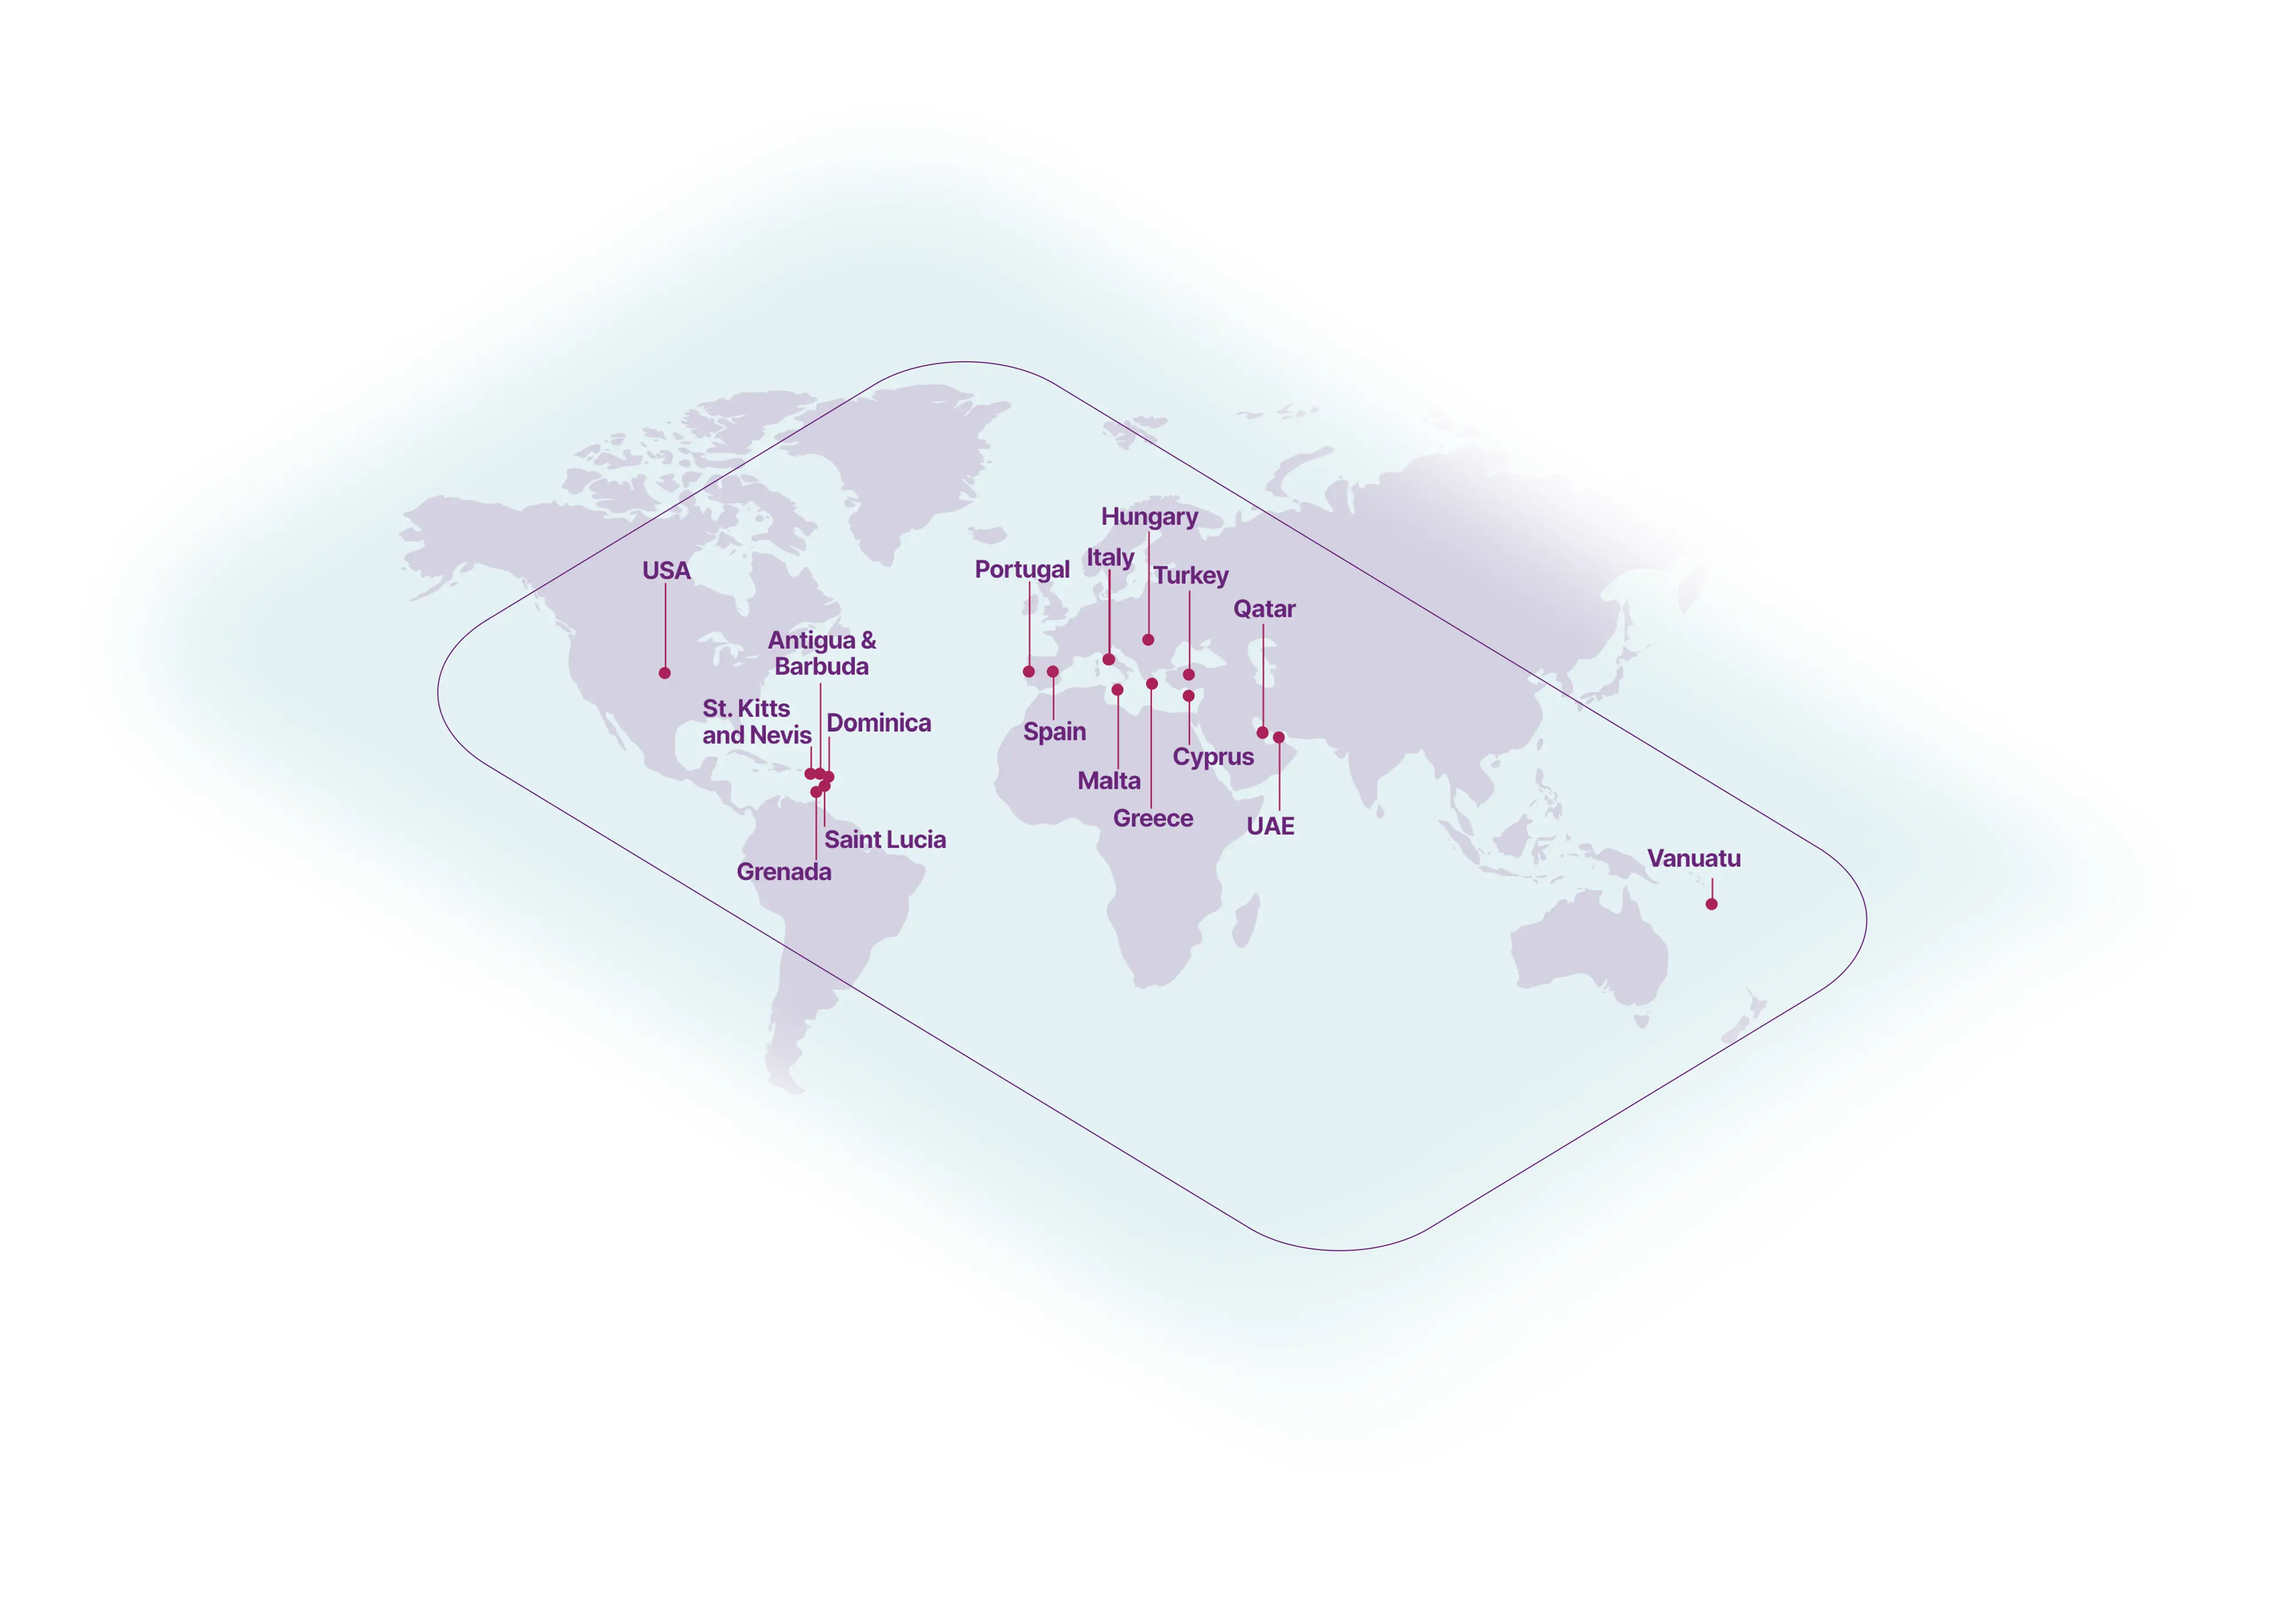 Hungary
Italy
Portugal
USA
Turkey
Qatar
Antigua &
Barbuda
St. Kitts
and Nevis
Dominica
Spain
Cyprus
Malta
Greece
UAE
Saint Lucia
Vanuatu
Grenada